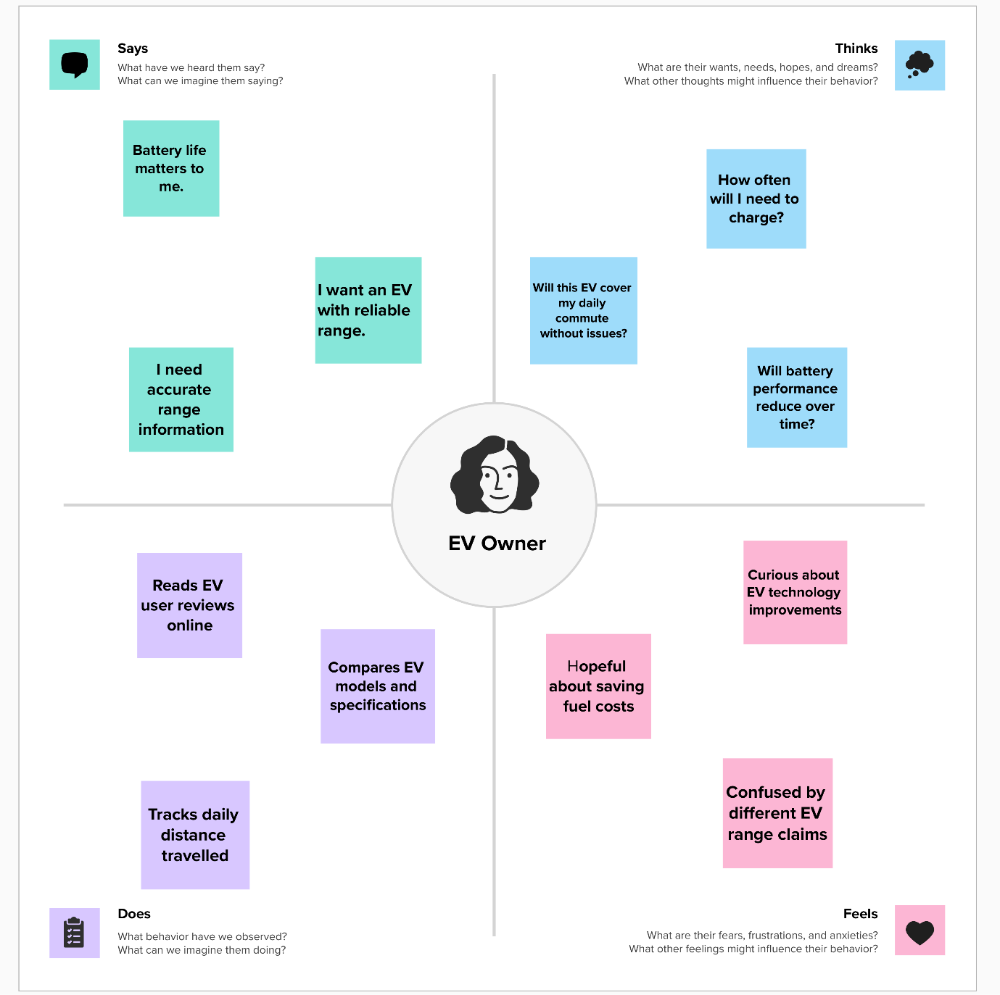 Says
What have we heard them say?
What can we imagine them saying?
Thinks
What are their wants, needs, hopes, and dreams?
What other thoughts might influence their behavior?
Battery life
matters to
me.
I want an EV
with reliable
range.
I need
accurate
range
information
How often
will I need to
charge?
Will this EV cover
my daily
commute
without issues?
Will battery
performance
reduce over
time?
EV Owner
Reads EV
user reviews
online
Compares EV
models and
specifications
Tracks daily
distance
travelled
Curious about
EV technology
improvements
Hopeful
about saving
fuel costs
Confused by
different EV
range claims
Does
What behavior have we observed?
What can we imagine them doing?
Feels
What are their fears, frustrations, and anxieties?
What other feelings might influence their behavior?